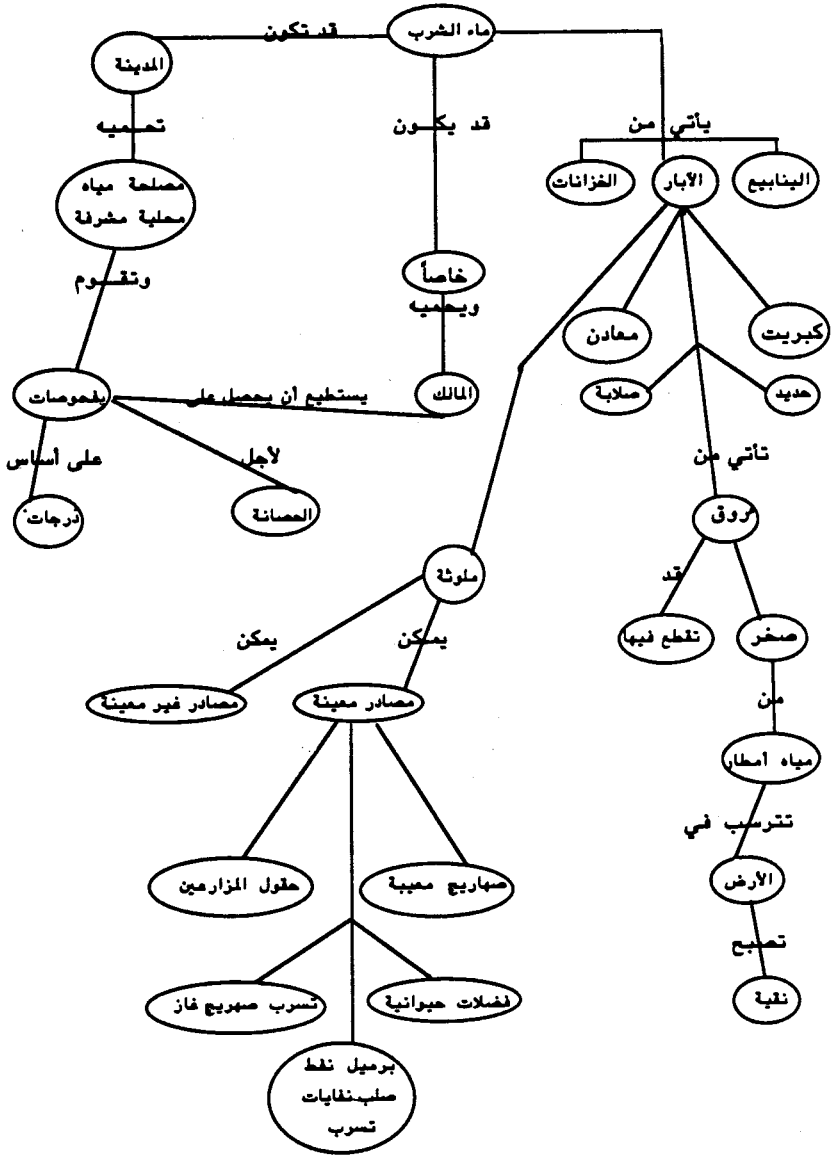 ماء الشرب
قد تكون
المدينة
تحميه
مصلحة مياه
محلية مشرفة
وتقوم
يفحوصات
على أساس
درجات
لأجل
الحصانة
قد يكون
خاصاً
ويحميه
المالك
يستطيع أن يحصل على
يأتي من
الينابيع
الآبار
الخزانات
كبريت
معادن
حديد
صلابة
تأتي من
قد
تقطع فيها
صخر
من
مياه أمطار
تترسب في
الأرض
تصبح
نقية
ملوثة
يمكن
يمكن
مصادر معينة
مصادر غير معينة
صهاريج معيبة
حقول المزارعين
فضلات حيوانية
تسرب صهريج غاز
برميل نفط
صلب-نفايات
تسرب